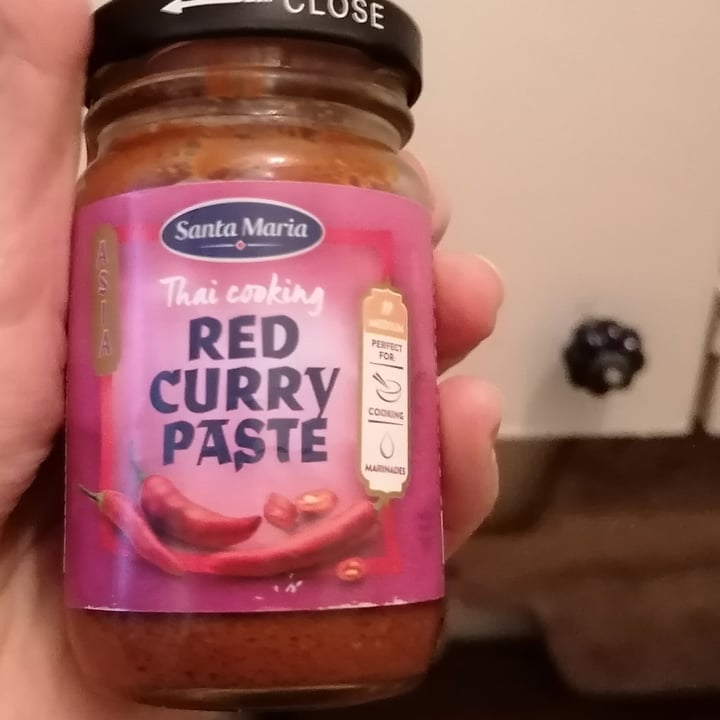 CLOSE
Santa Maria
ASIA
Thai cooking
RED
CURRY
PASTE
MEDIUM
PERFECT
FOR:
COOKING
MARINADES